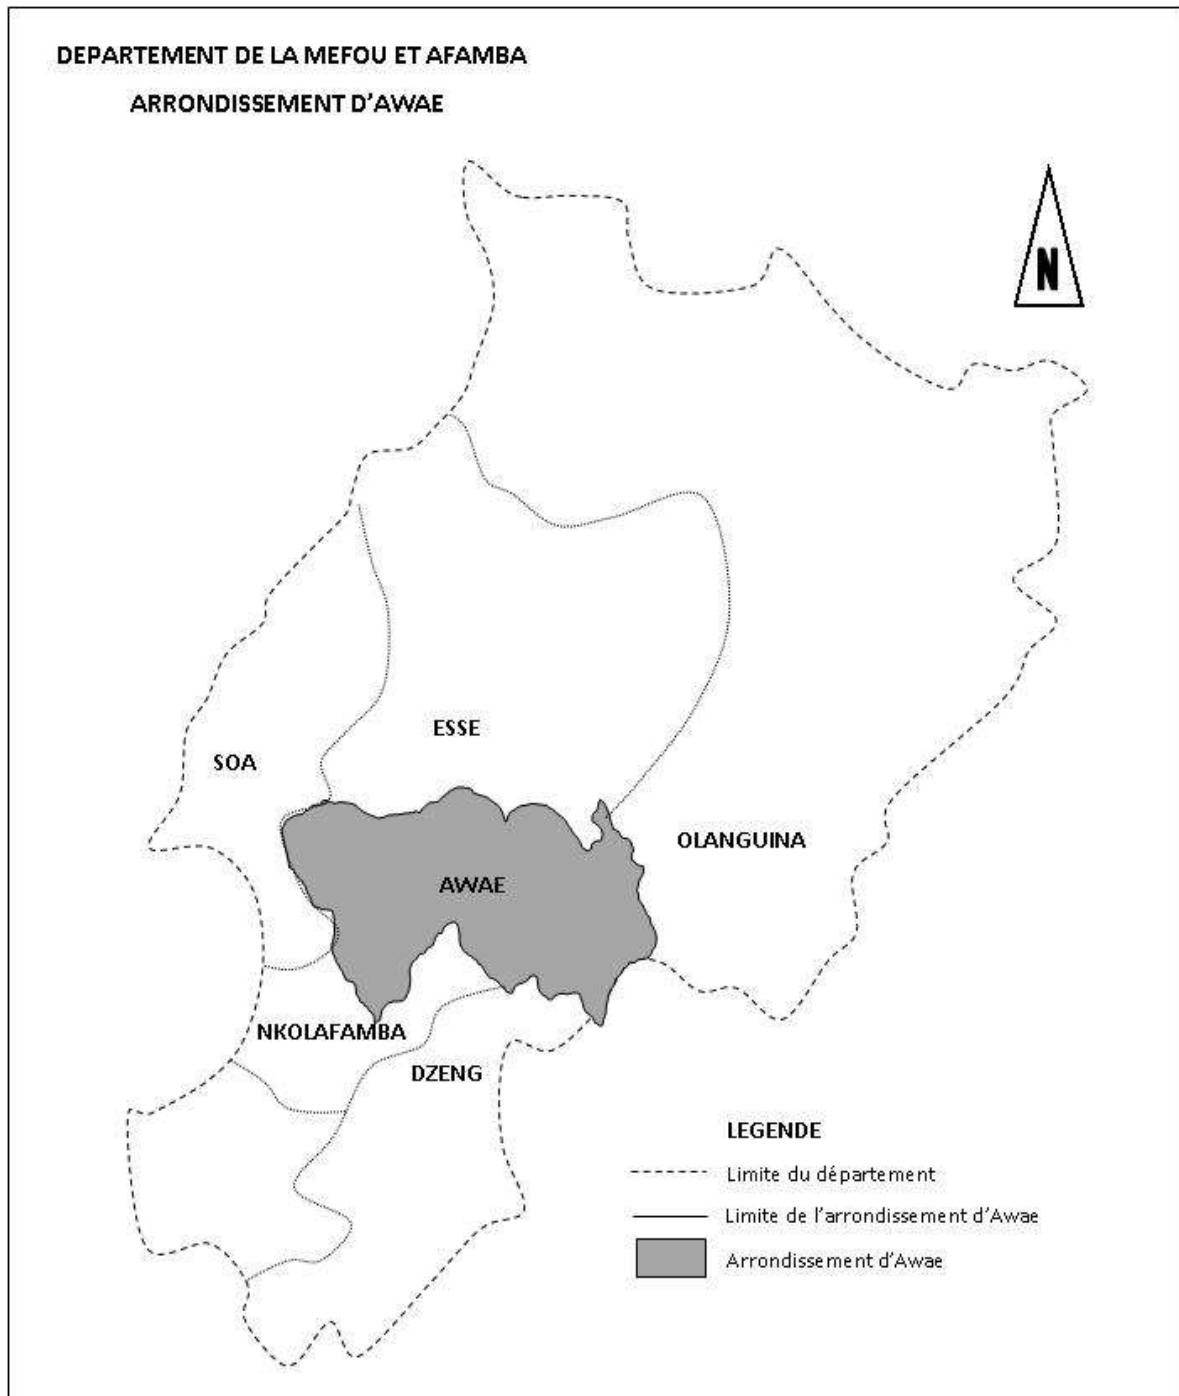 DEPARTEMENT DE LA MEFOU ET AFAMBA
ARRONDISSEMENT D'AWAE
N
ESSE
SOA
OLANGUINA
AWAE
NKOLAFAMBA
DZENG
LEGENDE
Limite du département
Limite de l'arrondissement d'Awae
Arrondissement d'Awae